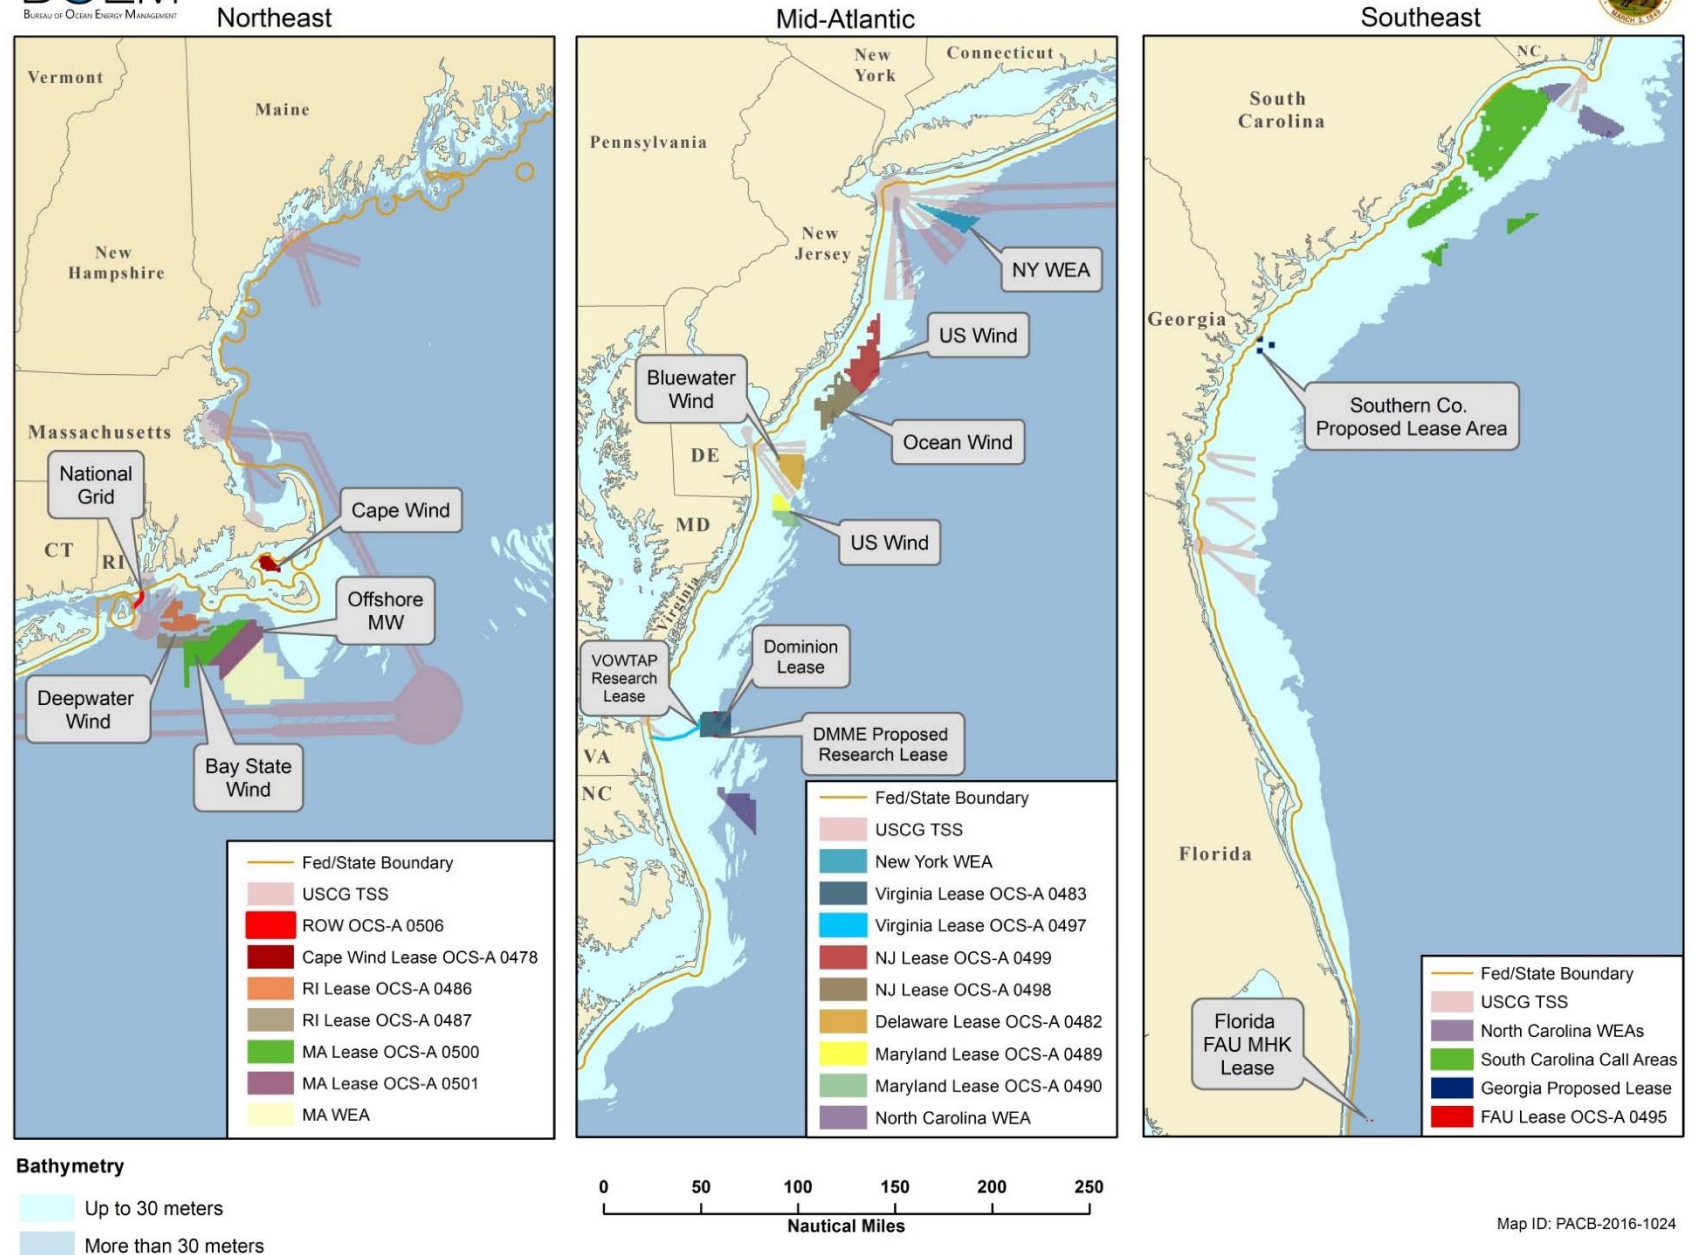 BUREAU OF OCEAN ENERGY MANAGEMENT
Northeast
Mid-Atlantic
Southeast
MARCH 3, 1849
Vermont
Maine
New
Hampshire
Massachusetts
National
Grid
Cape Wind
CT
RI
Offshore
MW
Deepwater
Wind
Bay State
Wind
Fed/State Boundary
USCG TSS
ROW OCS-A 0506
Cape Wind Lease OCS-A 0478
RI Lease OCS-A 0486
RI Lease OCS-A 0487
MA Lease OCS-A 0500
MA Lease OCS-A 0501
MA WEA
New
York
Connecticut
Pennsylvania
New
Jersey
NY WEA
US Wind
Bluewater
Wind
Ocean Wind
DE
MD
US Wind
Virginia
VOWTAP
Research
Lease
Dominion
Lease
DMME Proposed
Research Lease
VA
NC
Fed/State Boundary
USCG TSS
New York WEA
Virginia Lease OCS-A 0483
Virginia Lease OCS-A 0497
NJ Lease OCS-A 0499
NJ Lease OCS-A 0498
Delaware Lease OCS-A 0482
Maryland Lease OCS-A 0489
Maryland Lease OCS-A 0490
North Carolina WEA
NC
South
Carolina
Georgia
Southern Co.
Proposed Lease Area
Florida
Florida
FAU MHK
Lease
Fed/State Boundary
USCG TSS
North Carolina WEAs
South Carolina Call Areas
Georgia Proposed Lease
FAU Lease OCS-A 0495
Bathymetry
Up to 30 meters
More than 30 meters
0 50 100 150 200 250
Nautical Miles
Map ID: PACB-2016-1024